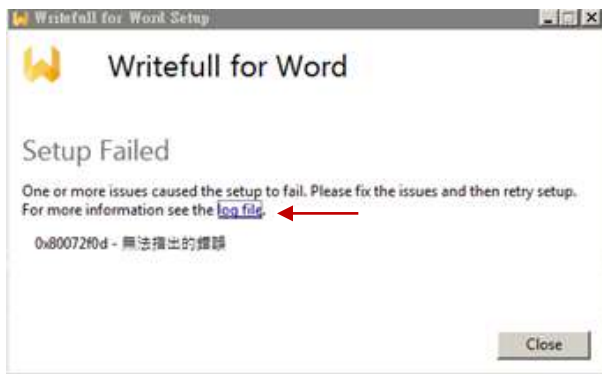 Writefull for Word Setup
Writefull for Word
Setup Failed
One or more issues caused the setup to fail. Please fix the issues and then retry setup.
For more information see the log file.
0x80072f0d - 無法指出的錯誤
Close